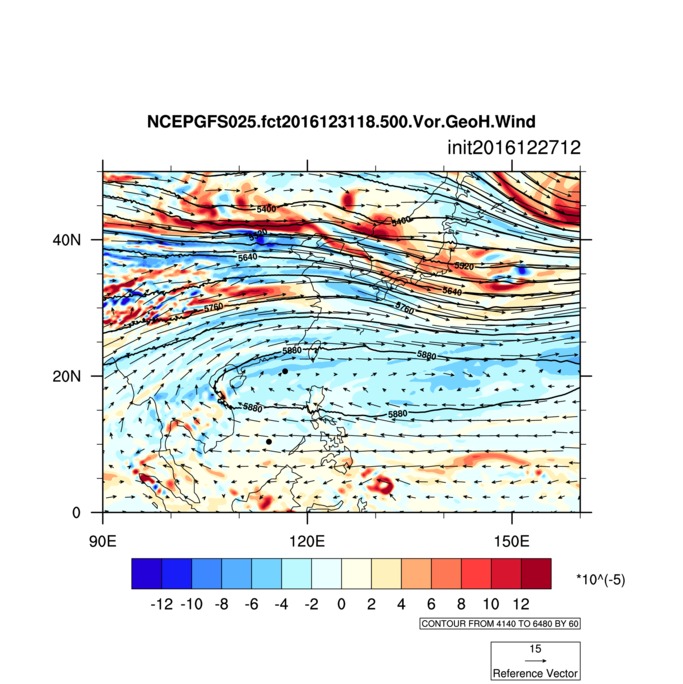 NCEPGFS025.fct2016123118.500.Vor.GeoH.Wind
init2016122712
5400
5400
5520
40N
5640
5520
5640
5760
5760
5880
5880
20N
5880
5880
0
90E 120E 150E
-12 -10 -8 -6 -4 -2 0 2 4 6 8 10 12
*10^(-5)
CONTOUR FROM 4140 TO 6480 BY 60
15
Reference Vector